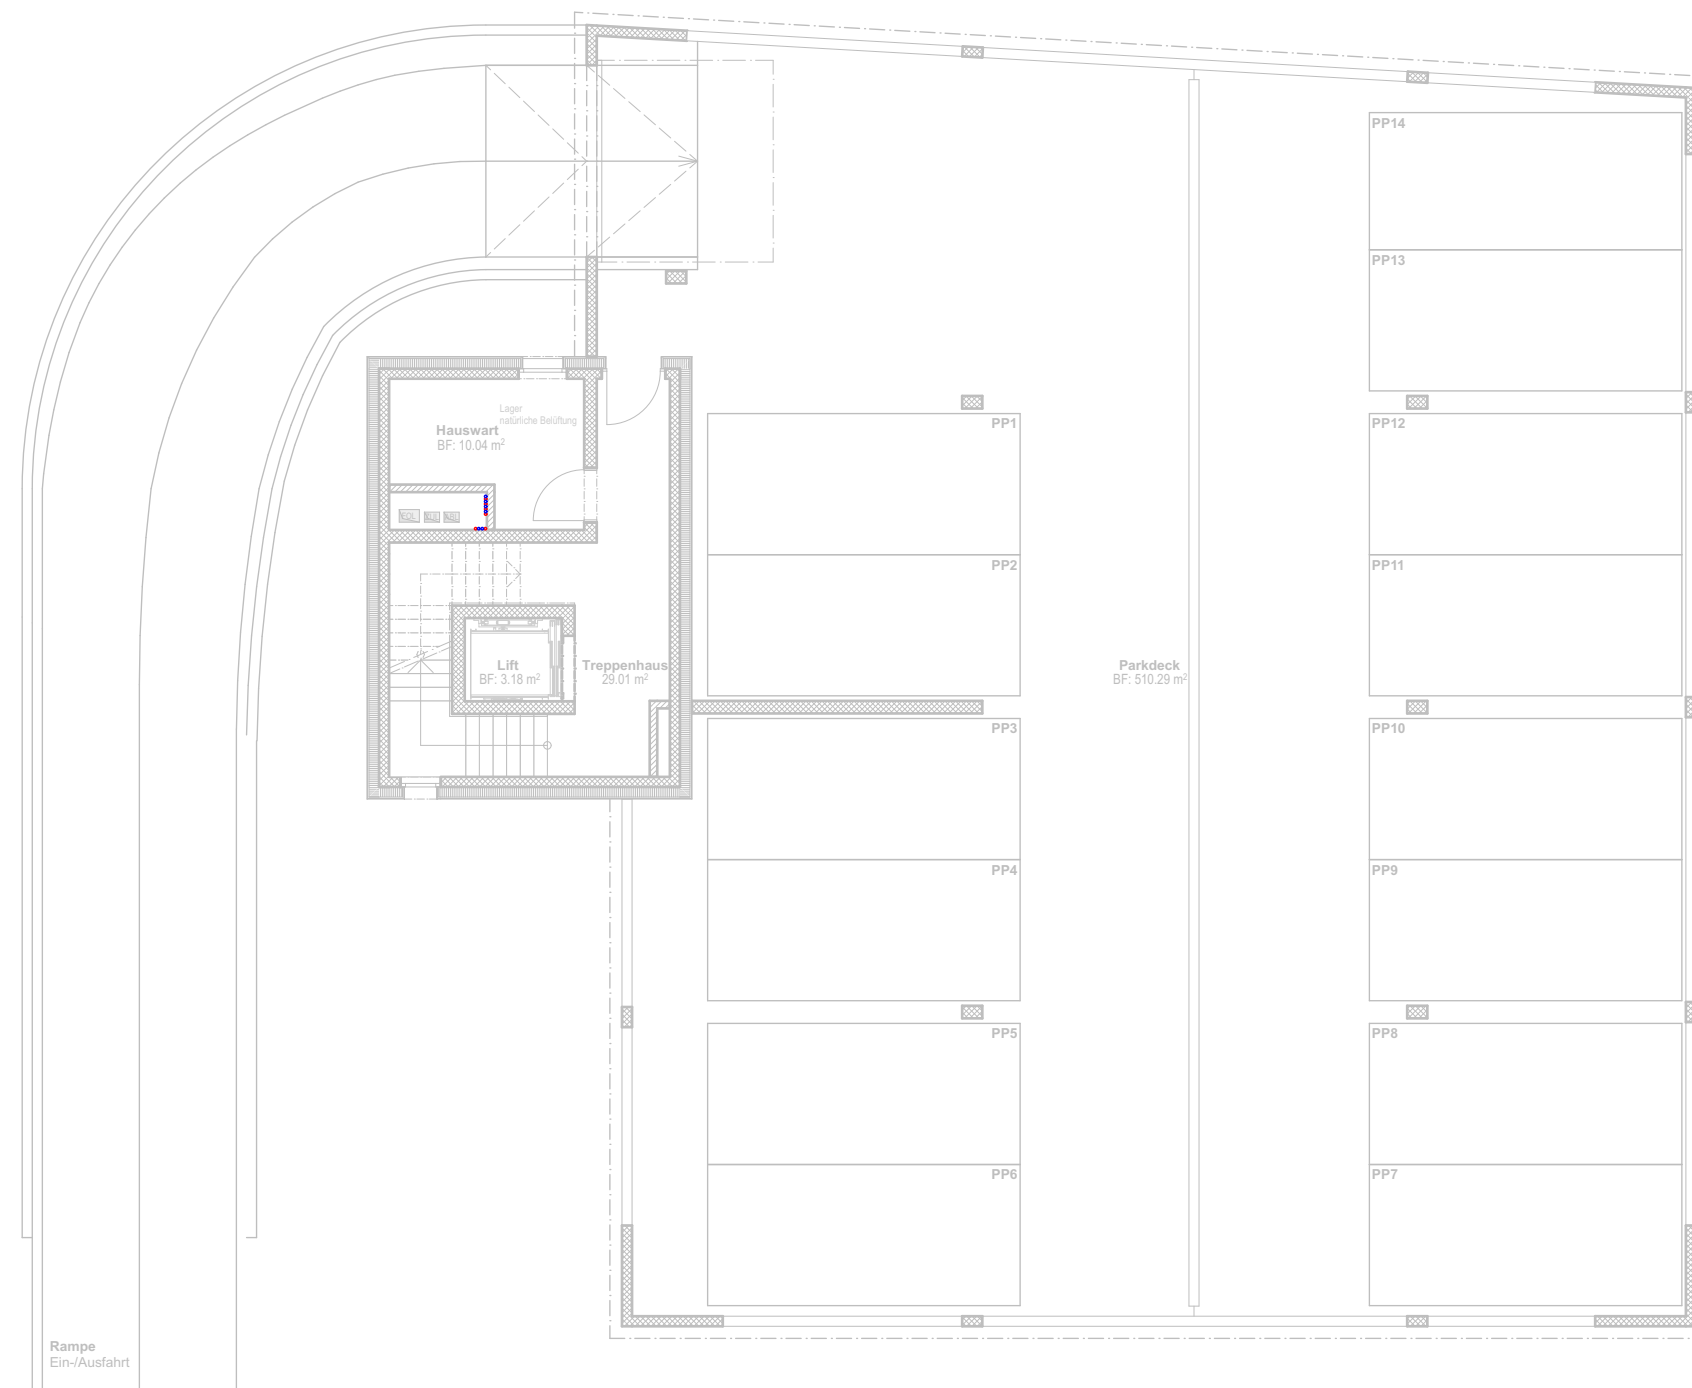 PP14
PP13
Lager
natürliche Belüftung
Hauswart
BF: 10.04 m²
PP1
PP12
PP2
PP11
Lift
BF: 3.18 m²
Treppenhaus
29.01 m²
Parkdeck
BF: 510.29 m²
PP3
PP10
PP4
PP9
PP5
PP8
PP6
PP7
Rampe
Ein-/Ausfahrt